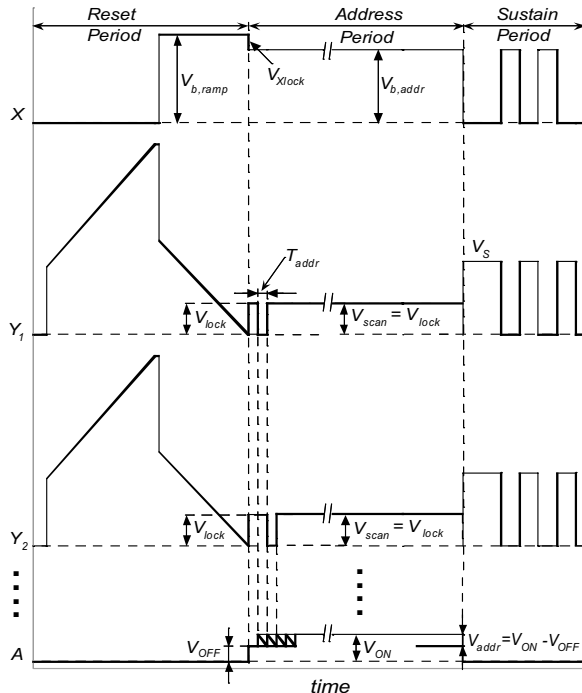 Reset Period
Address Period
Sustain Period
V_b,ramp
V_Xlock
V_b,addr
X
T_addr
V_S
V_lock
V_scan = V_lock
Y_1
V_lock
V_scan = V_lock
Y_2
V_OFF
V_ON
V_addr = V_ON - V_OFF
A
time